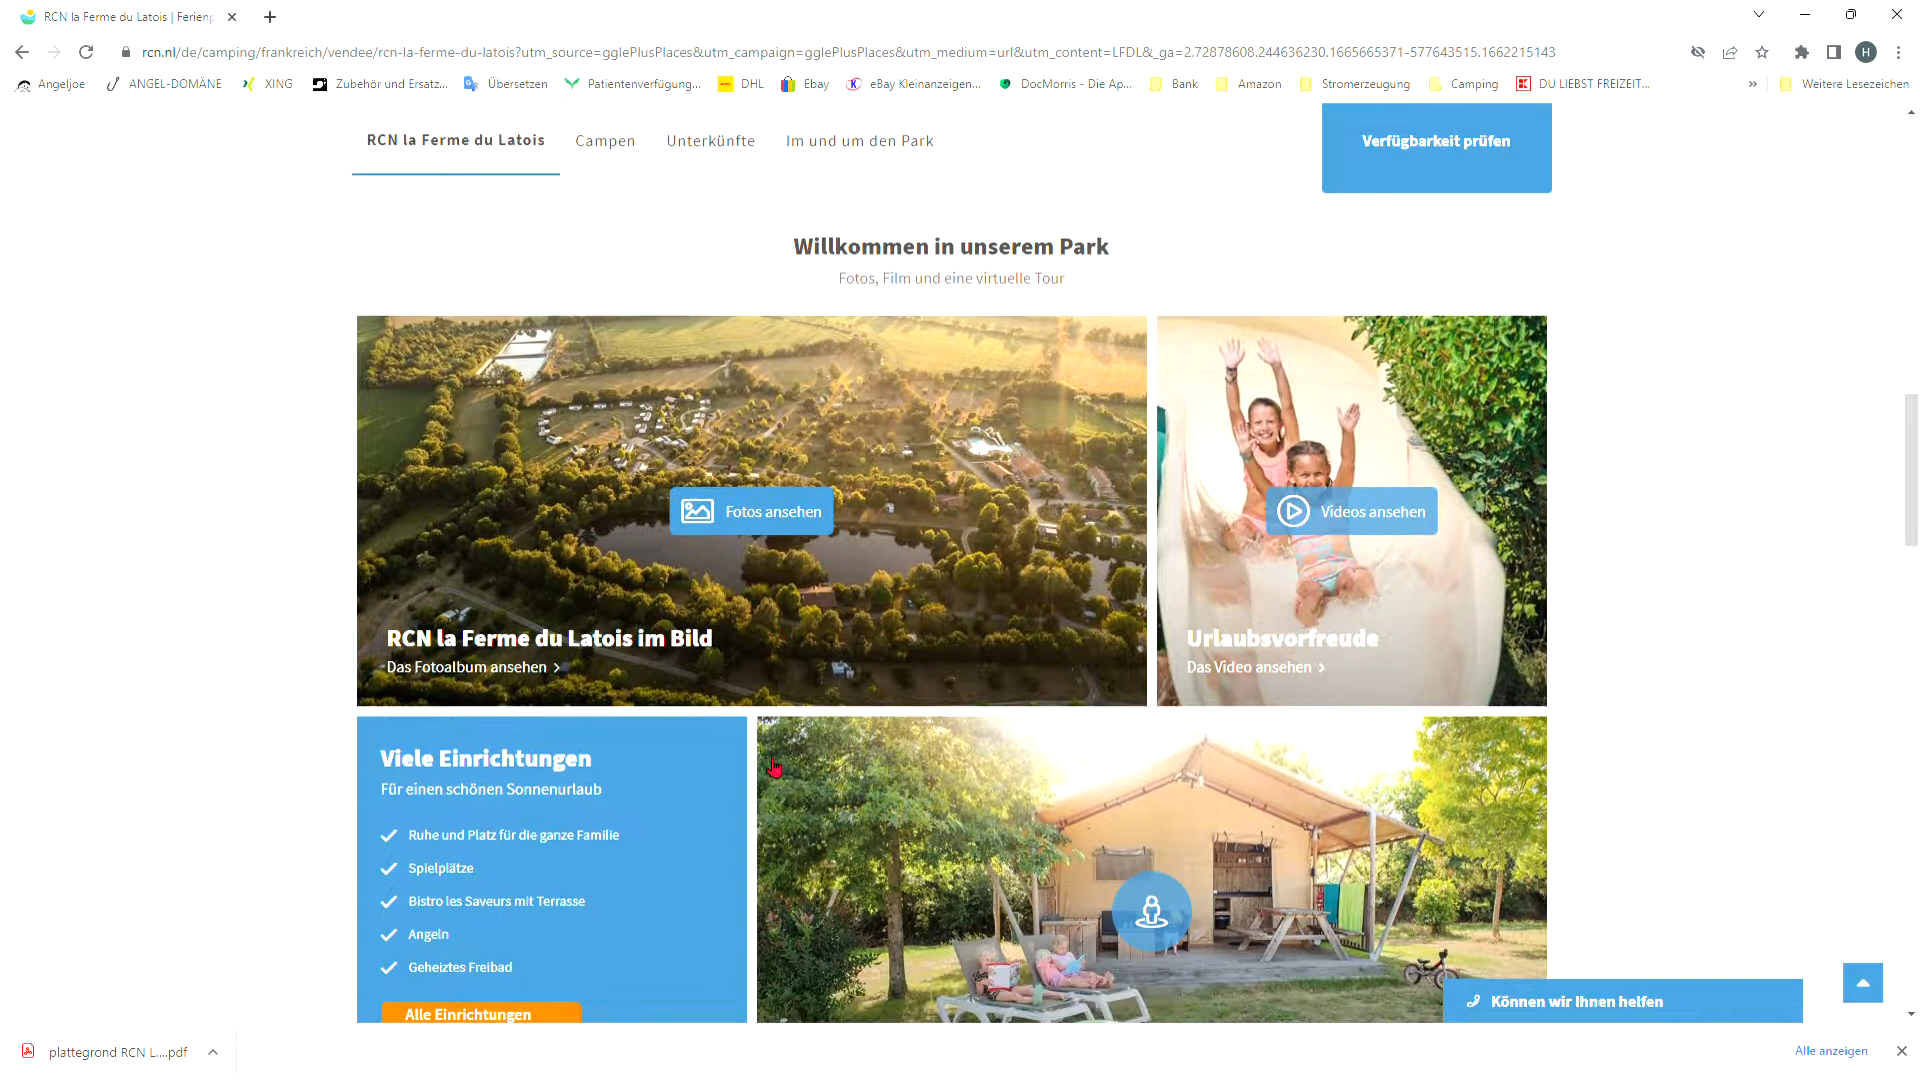 RCN la Ferme du Latois | Ferienp
rcn.nl/de/camping/frankreich/vendee/rcn-la-ferme-du-latois?utm_source=gglePlusPlaces&utm_campaign=gglePlusPlaces&utm_medium=url&utm_content=LFDL&_ga=2.72878608.244636230.1665665371-577643515.1662215143
H
Angeljoe ANGEL-DOMÄNE XING Zubehör und Ersatz... Übersetzen Patientenverfügung... DHL Ebay eBay Kleinanzeigen... DocMorris - Die Ap... Bank Amazon Stromerzeugung Camping DU LIEBST FREIZEIT... » Weitere Lesezeichen
RCN la Ferme du Latois Campen Unterkünfte Im und um den Park Verfügbarkeit prüfen
Willkommen in unserem Park
Fotos, Film und eine virtuelle Tour
Fotos ansehen
Videos ansehen
RCN la Ferme du Latois im Bild
Das Fotoalbum ansehen >
Urlaubsvorfreude
Das Video ansehen >
Viele Einrichtungen
Für einen schönen Sonnenurlaub
Ruhe und Platz für die ganze Familie
Spielplätze
Bistro les Saveurs mit Terrasse
Angeln
Geheiztes Freibad
Alle Einrichtungen
Können wir Ihnen helfen
plattegrond RCN L....pdf
Alle anzeigen